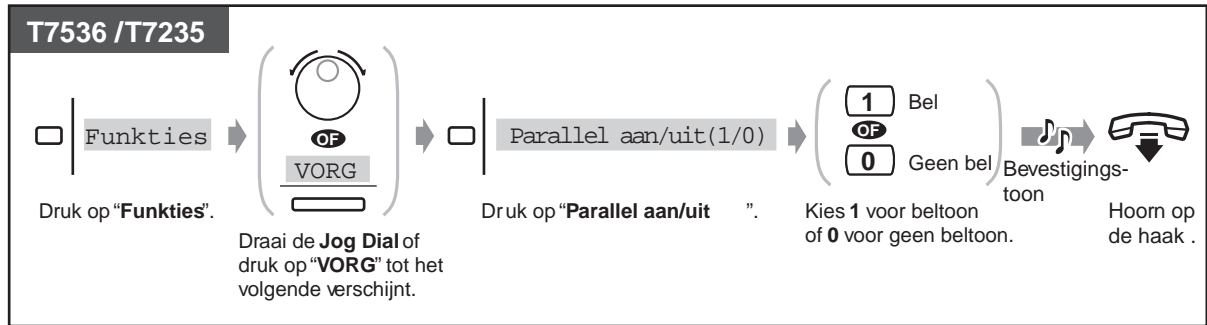 T7536 /T7235
Funkties
OF
VORG
Parallel aan/uit(1/0)
1 Bel
OF
0 Geen bel
Bevestigings-
toon
Druk op “Funkties”.
Draai de Jog Dial of
druk op “VORG” tot het
volgende verschijnt.
Druk op “Parallel aan/uit ”.
Kies 1 voor beltoon
of 0 voor geen beltoon.
Hoorn op
de haak .